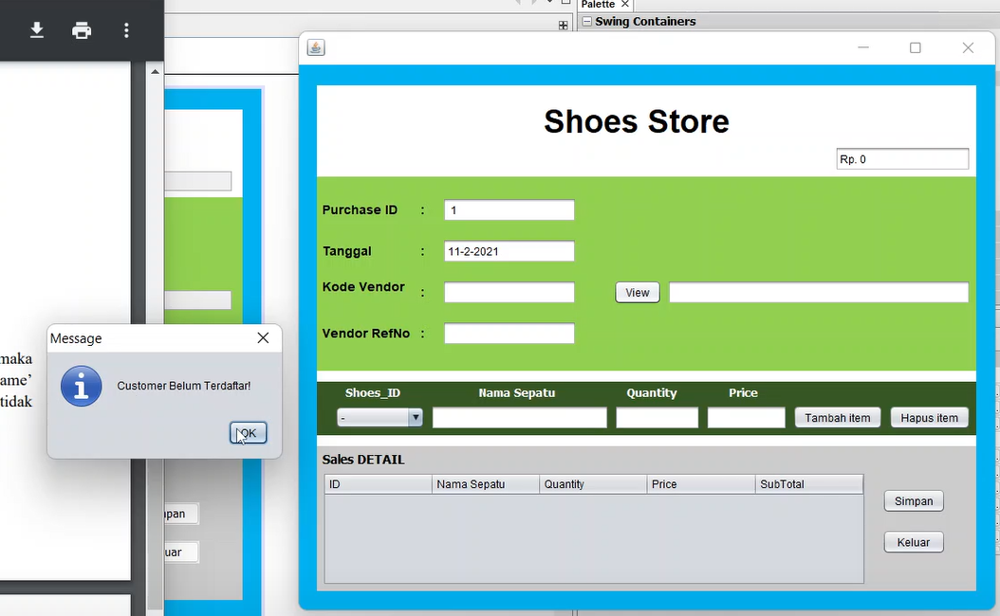 Palette
Swing Containers
Shoes Store
Rp. 0
Purchase ID : 1
Tanggal : 11-2-2021
Kode Vendor : View
Vendor RefNo :
maka
ame’
tidak
Message
Customer Belum Terdaftar!
OK
Shoes_ID Nama Sepatu Quantity Price
- Tambah item Hapus item
Sales DETAIL
ID Nama Sepatu Quantity Price SubTotal
Simpan
Keluar
pan
uar